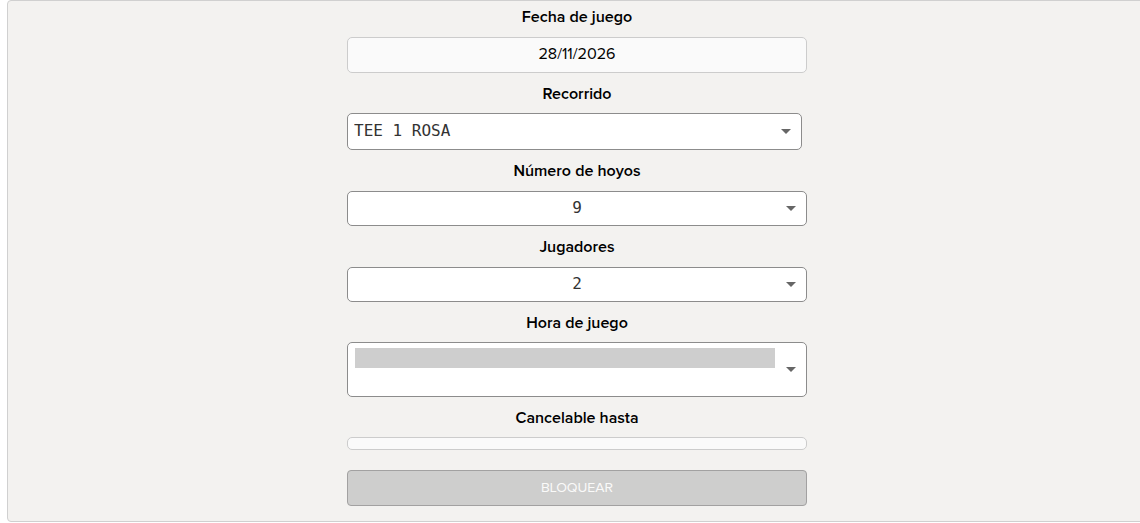 Fecha de juego
28/11/2026
Recorrido
TEE 1 ROSA
Número de hoyos
9
Jugadores
2
Hora de juego
Cancelable hasta
BLOQUEAR